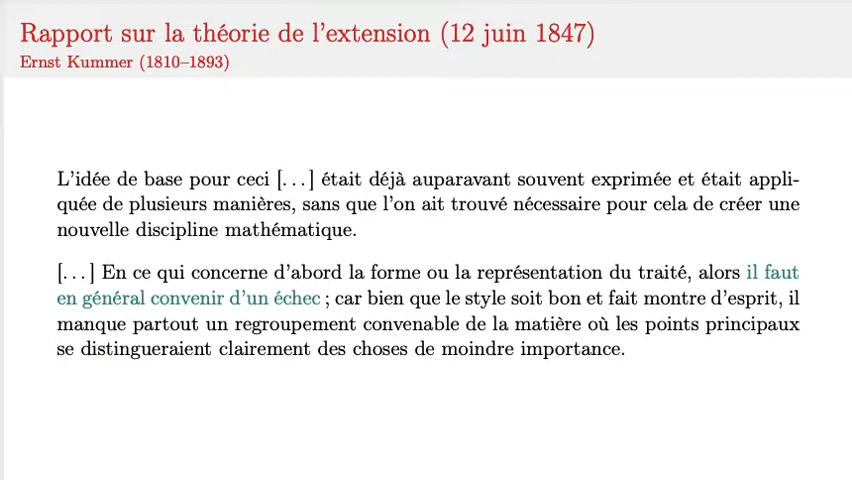 Rapport sur la théorie de l'extension (12 juin 1847)
Ernst Kummer (1810–1893)
L'idée de base pour ceci [...] était déjà auparavant souvent exprimée et était appli-
quée de plusieurs manières, sans que l'on ait trouvé nécessaire pour cela de créer une
nouvelle discipline mathématique.
[...] En ce qui concerne d'abord la forme ou la représentation du traité, alors il faut
en général convenir d'un échec ; car bien que le style soit bon et fait montre d'esprit, il
manque partout un regroupement convenable de la matière où les points principaux
se distingueraient clairement des choses de moindre importance.